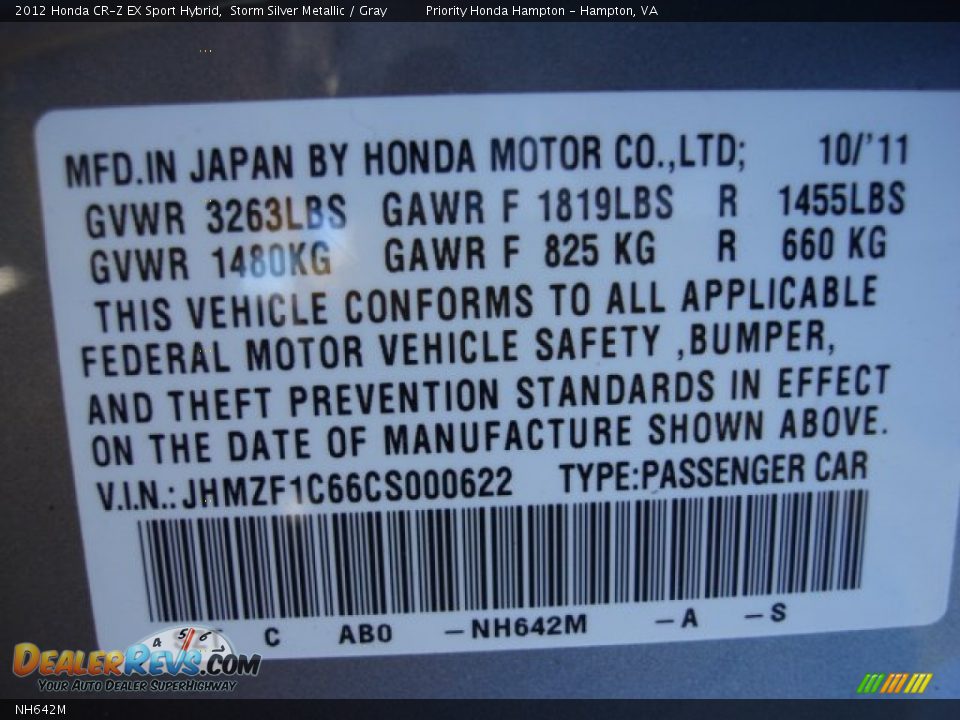 2012 Honda CR-Z EX Sport Hybrid, Storm Silver Metallic / Gray Priority Honda Hampton - Hampton, VA
MFD.IN JAPAN BY HONDA MOTOR CO.,LTD; 10/'11
GVWR 3263LBS GAWR F 1819LBS R 1455LBS
GVWR 1480KG GAWR F 825 KG R 660 KG
THIS VEHICLE CONFORMS TO ALL APPLICABLE
FEDERAL MOTOR VEHICLE SAFETY ,BUMPER,
AND THEFT PREVENTION STANDARDS IN EFFECT
ON THE DATE OF MANUFACTURE SHOWN ABOVE.
V.I.N.: JHMZF1C66CS000622 TYPE:PASSENGER CAR
C AB0 -NH642M -A -S
4 5 6
DEALERREVS.COM
YOUR AUTO DEALER SUPERHIGHWAY
NH642M